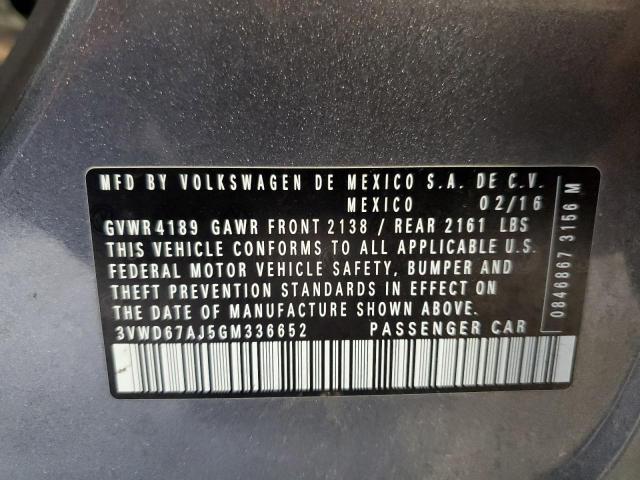 MFD BY VOLKSWAGEN DE MEXICO S.A. DE C.V.
MEXICO 02/16
GVWR 4189 GAWR FRONT 2138 / REAR 2161 LBS
THIS VEHICLE CONFORMS TO ALL APPLICABLE U.S.
FEDERAL MOTOR VEHICLE SAFETY, BUMPER AND
THEFT PREVENTION STANDARDS IN EFFECT ON
THE DATE OF MANUFACTURE SHOWN ABOVE.
3VWD67AJ5GM336652 PASSENGER CAR
0846867 3156 M